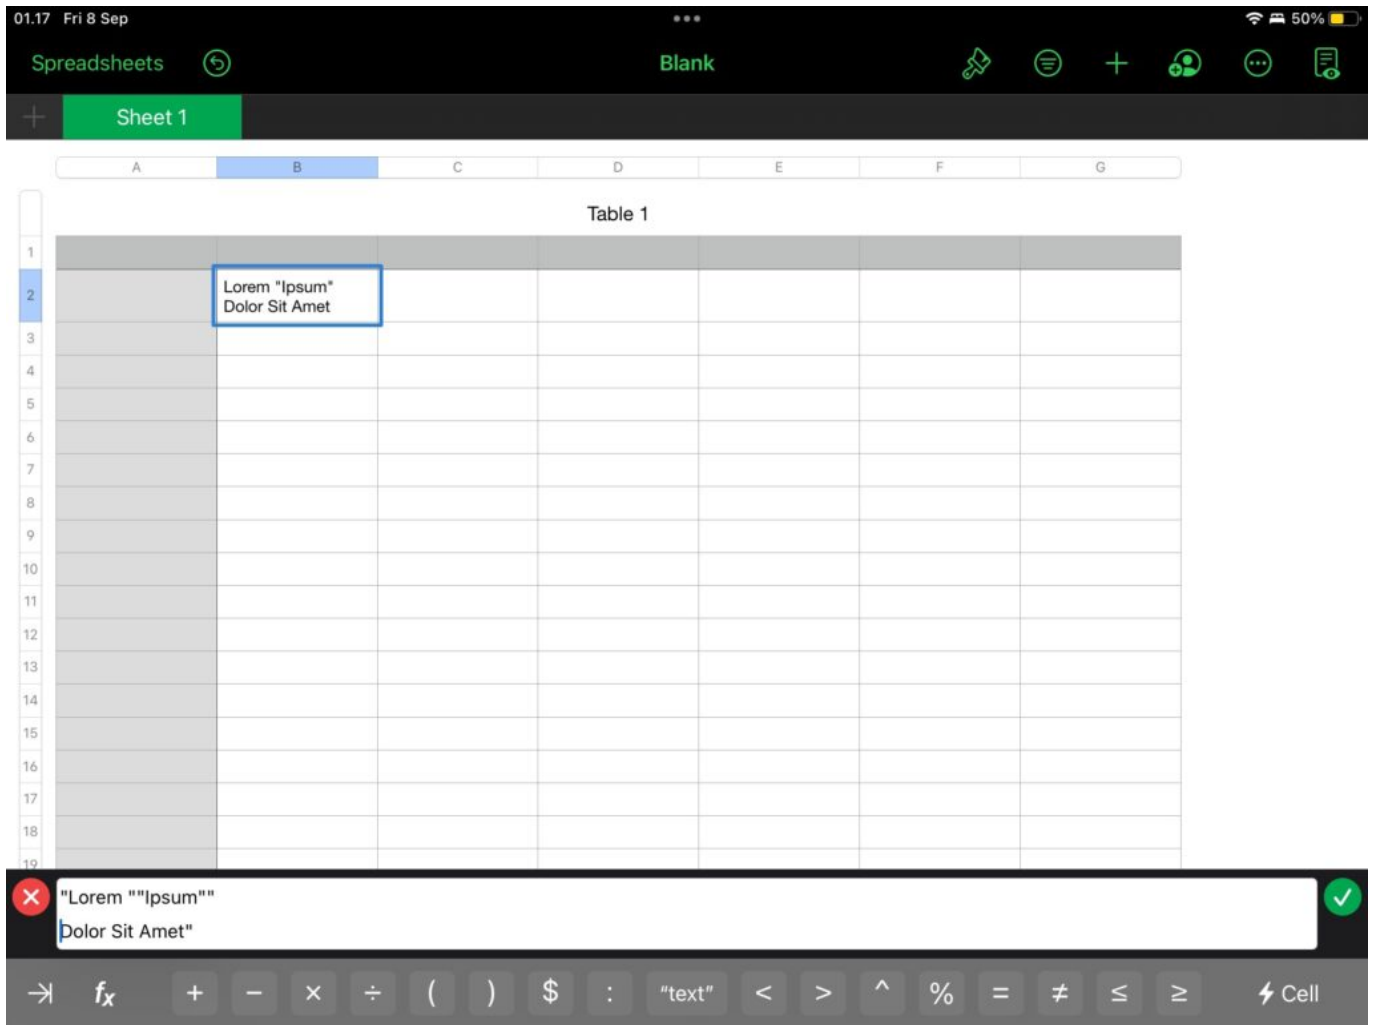 01.17 Fri 8 Sep
50%
Spreadsheets
Blank
Sheet 1
A B C D E F G
Table 1
1
2
Lorem "Ipsum"
Dolor Sit Amet
3
4
5
6
7
8
9
10
11
12
13
14
15
16
17
18
19
"Lorem ""Ipsum""
Dolor Sit Amet"
fx + − × ÷ ( ) $ : "text" < > ^ % = ≠ ≤ ≥ Cell